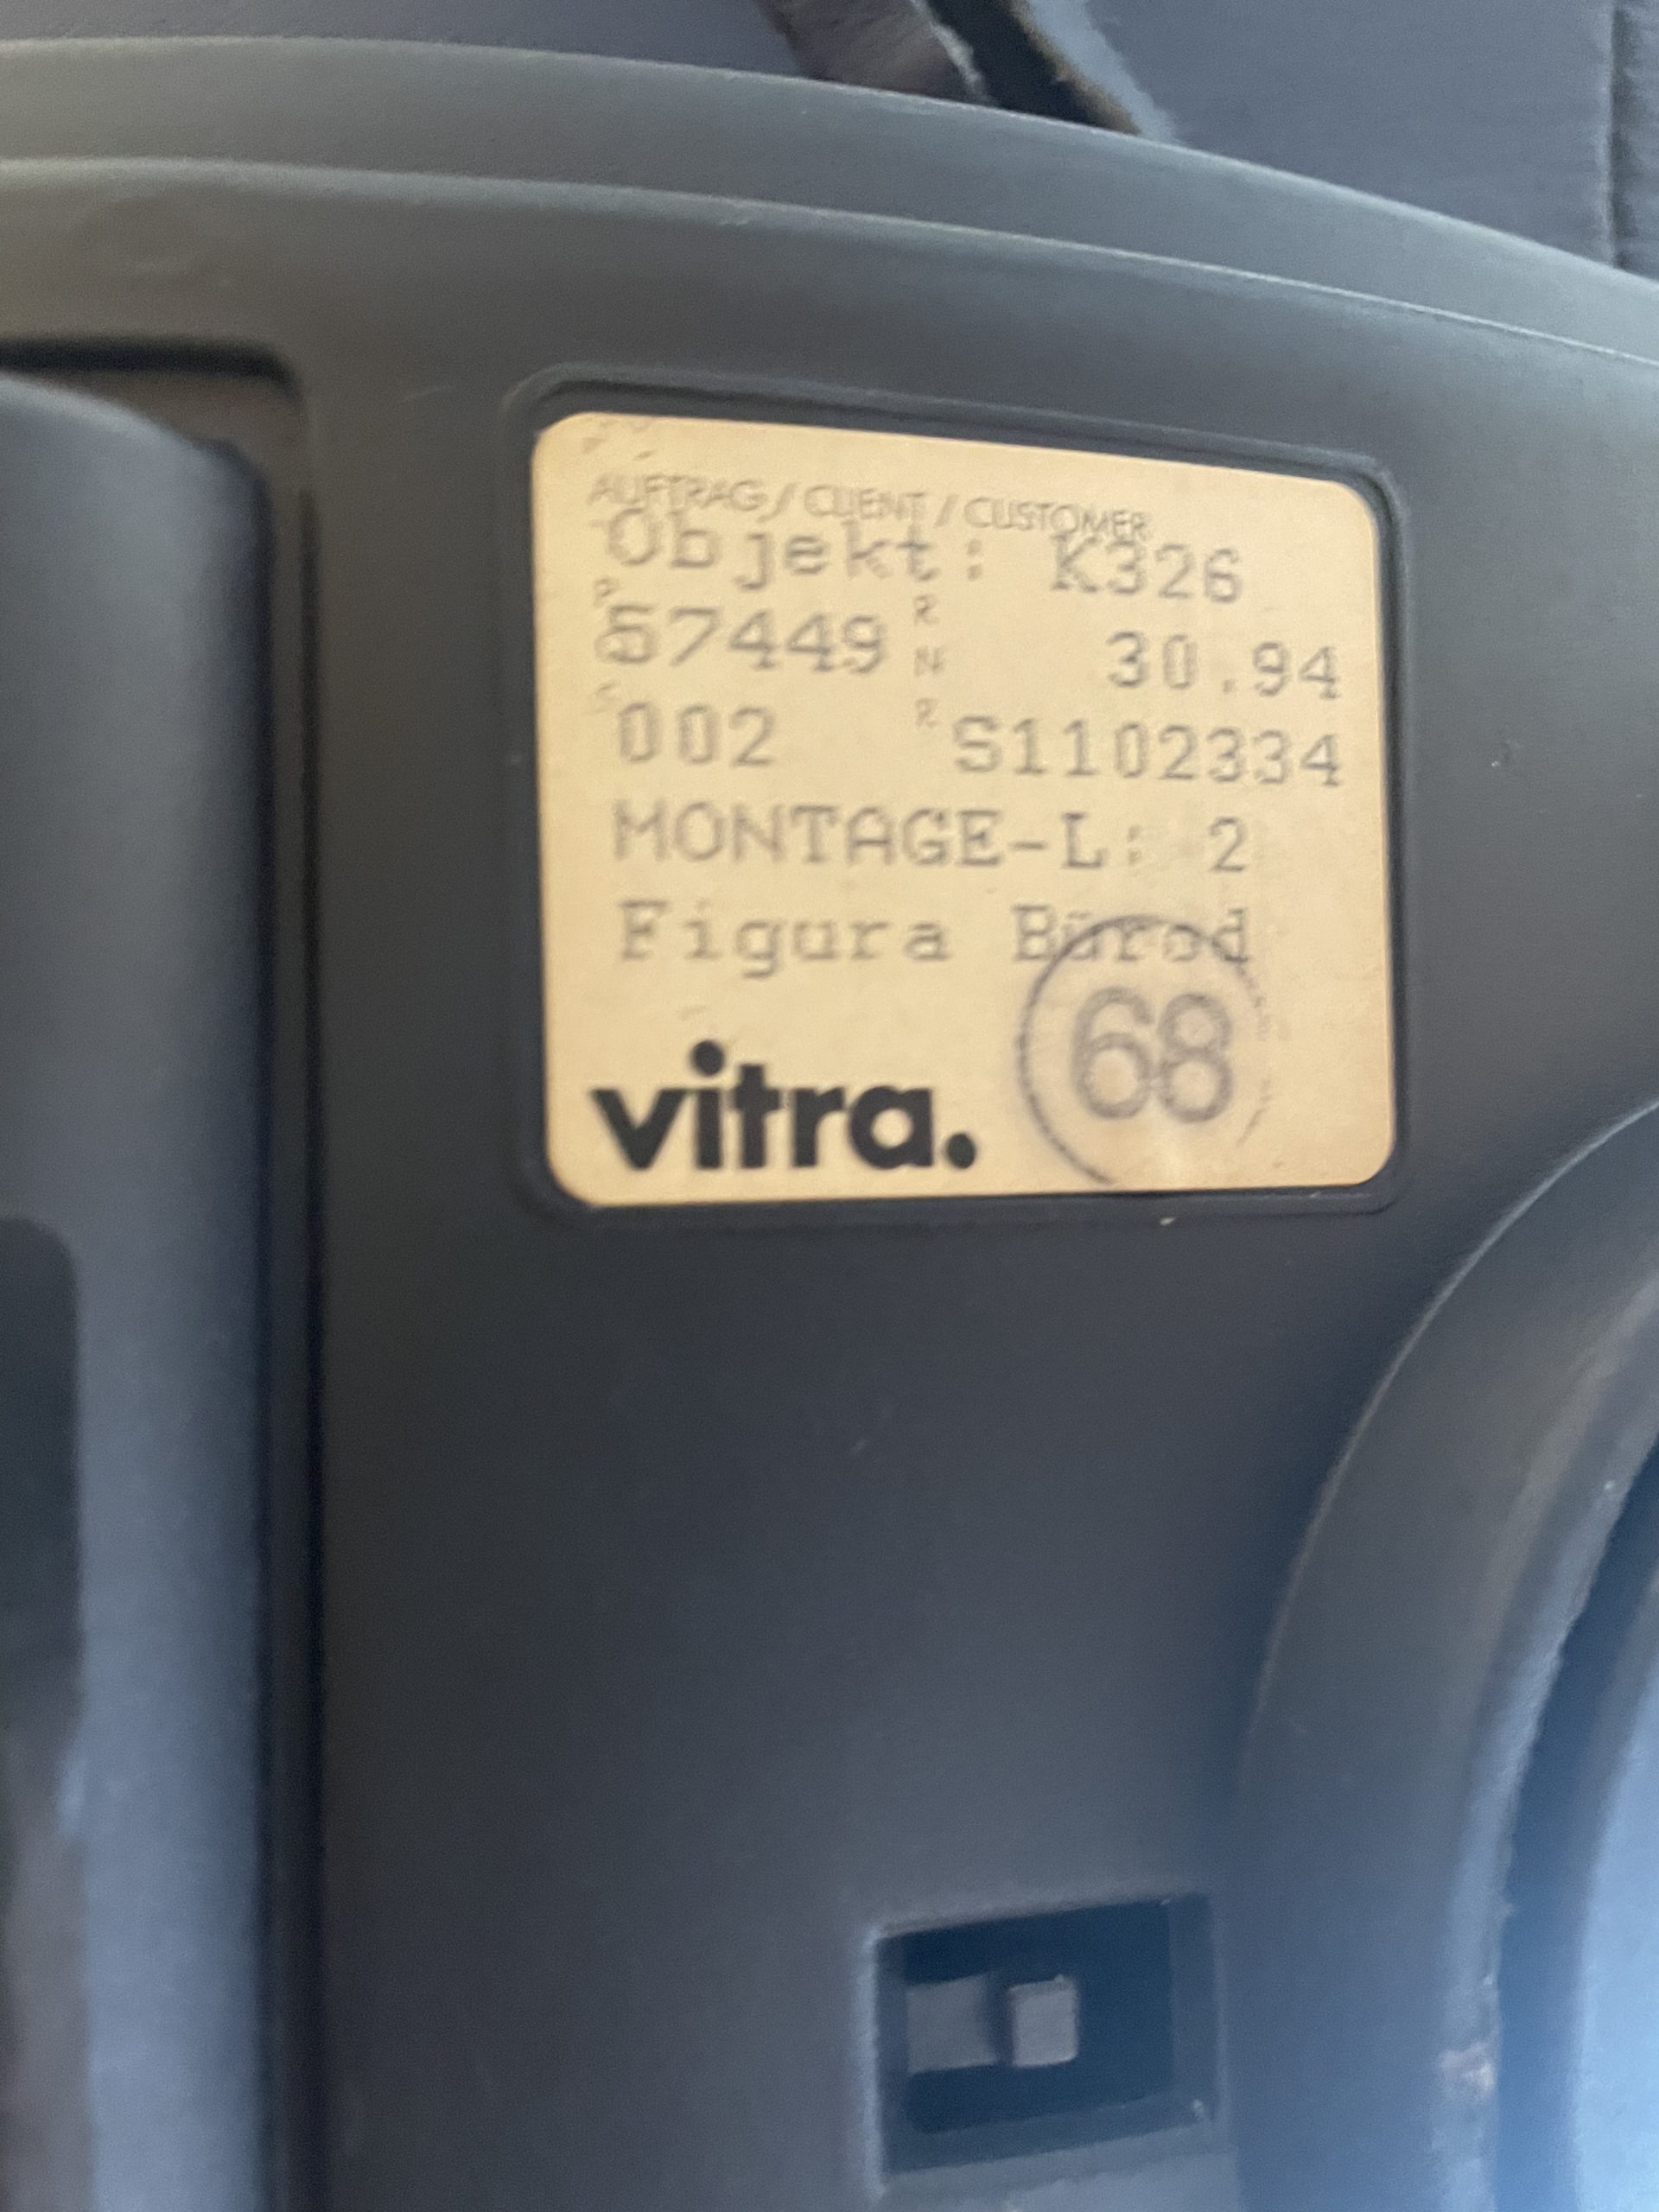 AUFTRAG / CLIENT / CUSTOMER
Objekt: K326
57449 R N R 30.94
002 S1102334
MONTAGE-L: 2
Figura Bürod
68
vitra.